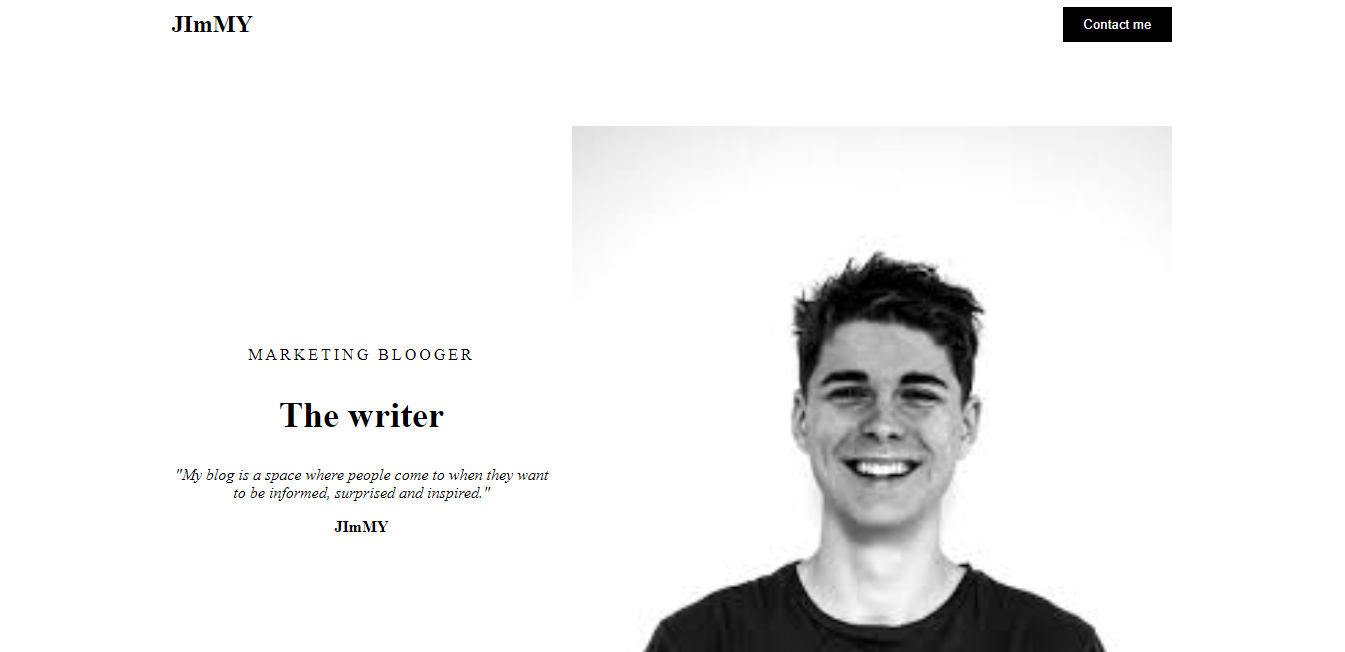 JImMY
Contact me
MARKETING BLOOGER
The writer
"My blog is a space where people come to when they want
to be informed, surprised and inspired."
JImMY